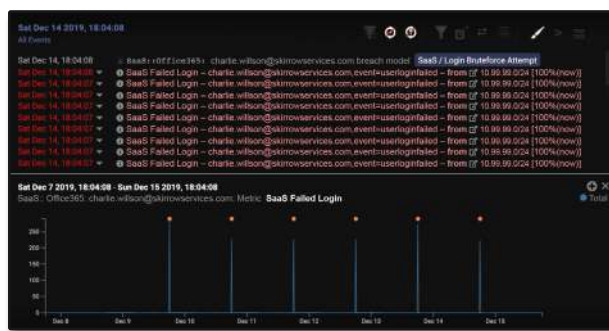 Sat Dec 14 2019, 18:04:08
All Events
Sat Dec 14, 18:04:08 SaaS::Office365: charlie.willson@skirrowservices.com breach model SaaS / Login Bruteforce Attempt
Sat Dec 14, 18:04:08 SaaS Failed Login – charlie.willson@skirrowservices.com,event=userloginfailed – from 10.99.99.0/24 [100%(now)]
Sat Dec 14, 18:04:07 SaaS Failed Login – charlie.willson@skirrowservices.com,event=userloginfailed – from 10.99.99.0/24 [100%(now)]
Sat Dec 14, 18:04:07 SaaS Failed Login – charlie.willson@skirrowservices.com,event=userloginfailed – from 10.99.99.0/24 [100%(now)]
Sat Dec 14, 18:04:07 SaaS Failed Login – charlie.willson@skirrowservices.com,event=userloginfailed – from 10.99.99.0/24 [100%(now)]
Sat Dec 14, 18:04:07 SaaS Failed Login – charlie.willson@skirrowservices.com,event=userloginfailed – from 10.99.99.0/24 [100%(now)]
Sat Dec 14, 18:04:07 SaaS Failed Login – charlie.willson@skirrowservices.com,event=userloginfailed – from 10.99.99.0/24 [100%(now)]
Sat Dec 14, 18:04:07 SaaS Failed Login – charlie.willson@skirrowservices.com,event=userloginfailed – from 10.99.99.0/24 [100%(now)]
Sat Dec 14, 18:04:07 SaaS Failed Login – charlie.willson@skirrowservices.com,event=userloginfailed – from 10.99.99.0/24 [100%(now)]
Sat Dec 7 2019, 18:04:08 - Sun Dec 15 2019, 18:04:08
SaaS:: Office365: charlie.willson@skirrowservices.com: Metric SaaS Failed Login
Total
250
200
150
100
50
0
Dec 8 Dec 9 Dec 10 Dec 11 Dec 12 Dec 13 Dec 14 Dec 15